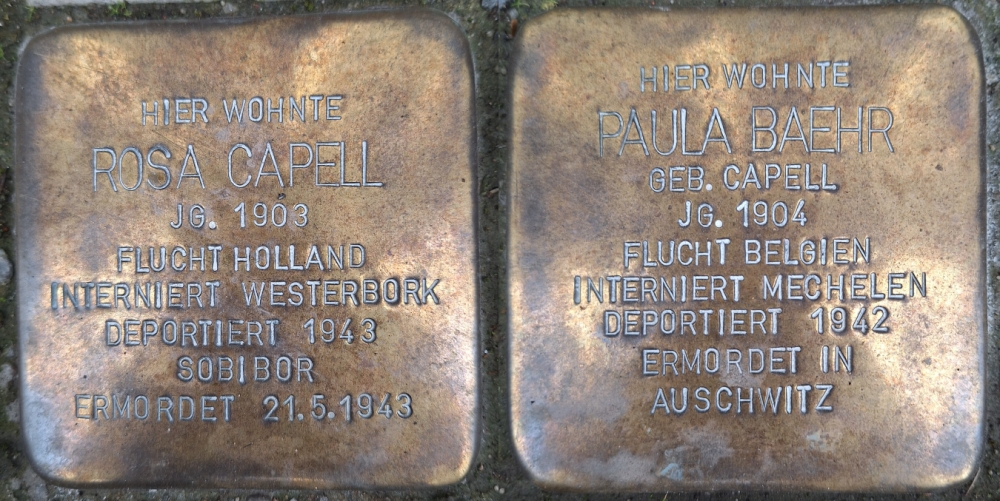 HIER WOHNTE
ROSA CAPELL
JG. 1903
FLUCHT HOLLAND
INTERNIERT WESTERBORK
DEPORTIERT 1943
SOBIBOR
ERMORDET 21.5.1943
HIER WOHNTE
PAULA BAEHR
GEB. CAPELL
JG. 1904
FLUCHT BELGIEN
INTERNIERT MECHELEN
DEPORTIERT 1942
ERMORDET IN
AUSCHWITZ